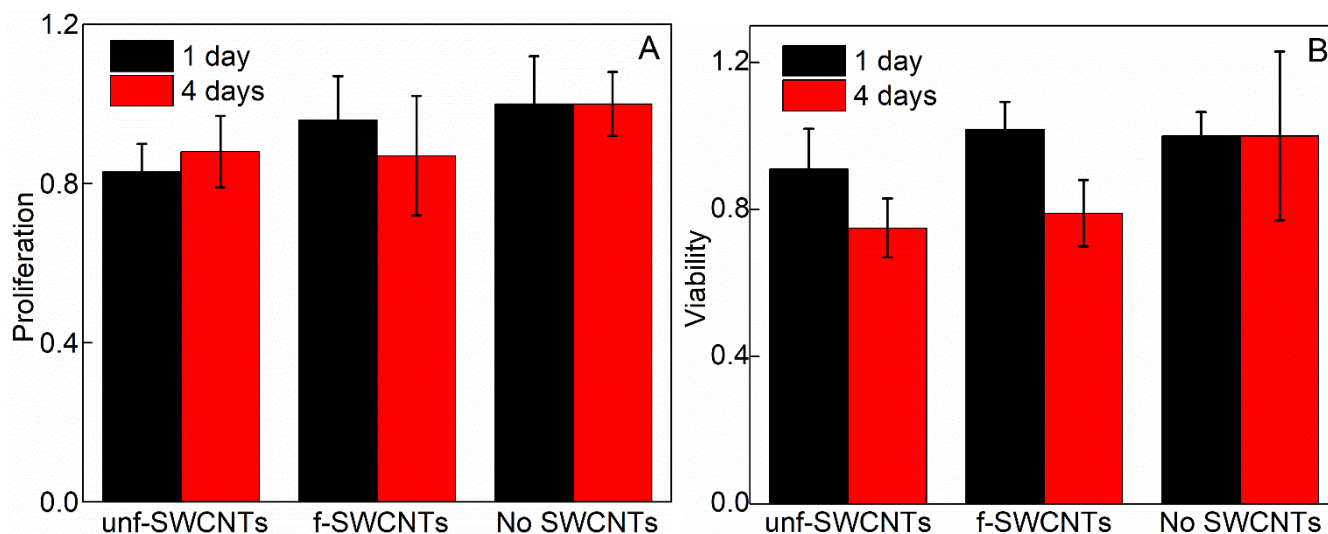 A
1 day
4 days
1.2
0.8
0.4
0.0
Proliferation
unf-SWCNTs
f-SWCNTs
No SWCNTs
B
1 day
4 days
1.2
0.8
0.4
0.0
Viability
unf-SWCNTs
f-SWCNTs
No SWCNTs